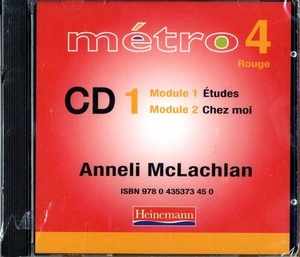 métro 4
Rouge
CD 1 Module 1 Études
Module 2 Chez moi
Anneli McLachlan
ISBN 978 0 435373 45 0
Heinemann